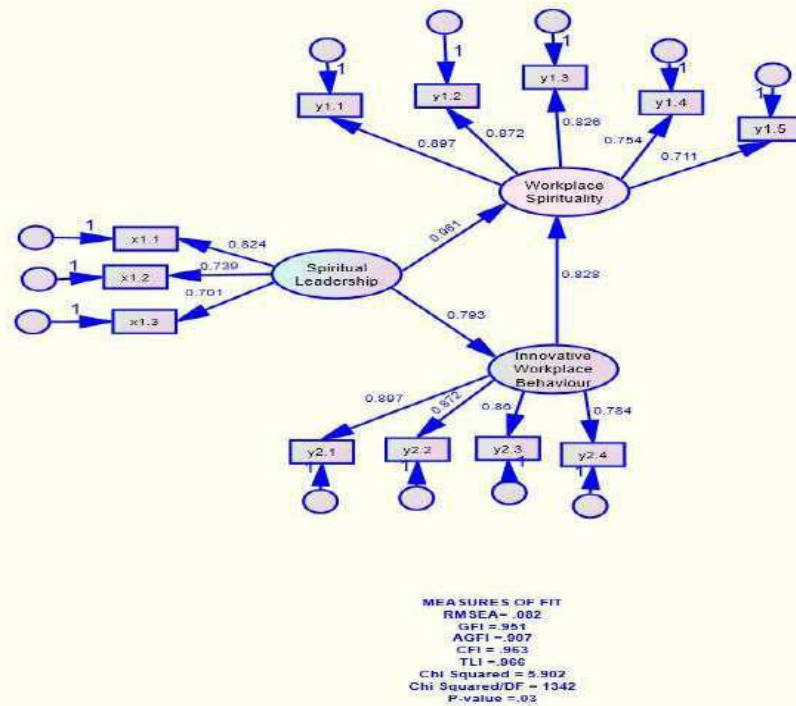 1
1
1
1
1
y1.1
y1.2
y1.3
y1.4
y1.5
0.897
0.872
0.826
0.754
0.711
Workplace
Spirituality
1
x1.1
0.824
0.961
1
x1.2
0.739
Spiritual
Leadership
0.828
1
x1.3
0.701
0.793
Innovative
Workplace
Behaviour
0.897
0.872
0.86
0.784
y2.1
y2.2
y2.3
y2.4
1
1
1
1
MEASURES OF FIT
RMSEA= .082
GFI =.951
AGFI =.907
CFI =.963
TLI =.966
Chi Squared = 5.902
Chi Squared/DF = 1342
P-value =.03